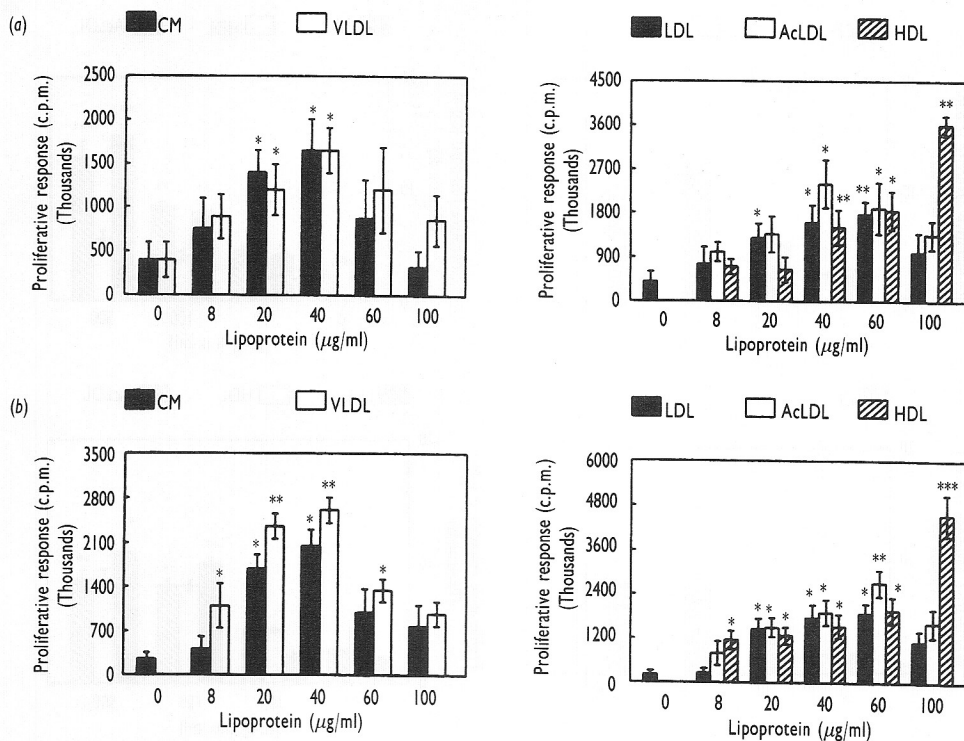 (a)
CM
VLDL
Proliferative response (c.p.m.)
(Thousands)
2500
2000
1500
1000
500
0
* * * *
0 8 20 40 60 100
Lipoprotein (μg/ml)
LDL
AcLDL
HDL
Proliferative response (c.p.m.)
(Thousands)
4500
3600
2700
1800
900
0
* * * ** ** * * **
0 8 20 40 60 100
Lipoprotein (μg/ml)
(b)
CM
VLDL
Proliferative response (c.p.m.)
(Thousands)
3500
2800
2100
1400
700
0
* * ** * ** *
0 8 20 40 60 100
Lipoprotein (μg/ml)
LDL
AcLDL
HDL
Proliferative response (c.p.m.)
(Thousands)
6000
4800
3600
2400
1200
0
* * * * * * * * ** * ***
0 8 20 40 60 100
Lipoprotein (μg/ml)